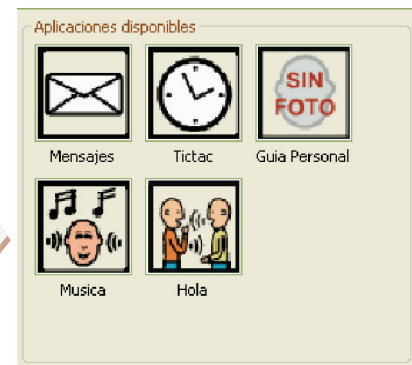 Aplicaciones disponibles
SIN
FOTO
Mensajes Tictac Guia Personal
Musica Hola